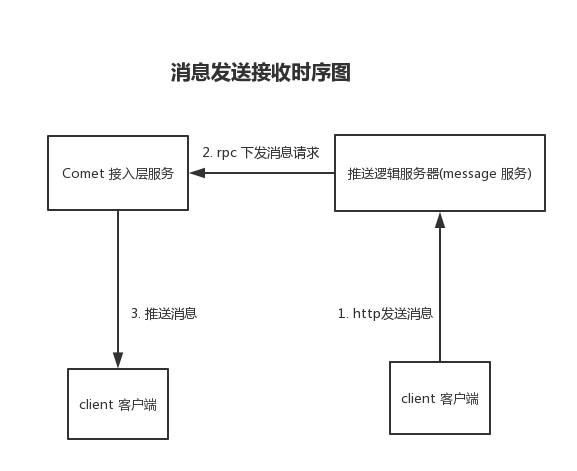 消息发送接收时序图
2. rpc 下发消息请求
Comet 接入层服务
推送逻辑服务器(message 服务)
3. 推送消息
1. http发送消息
client 客户端
client 客户端